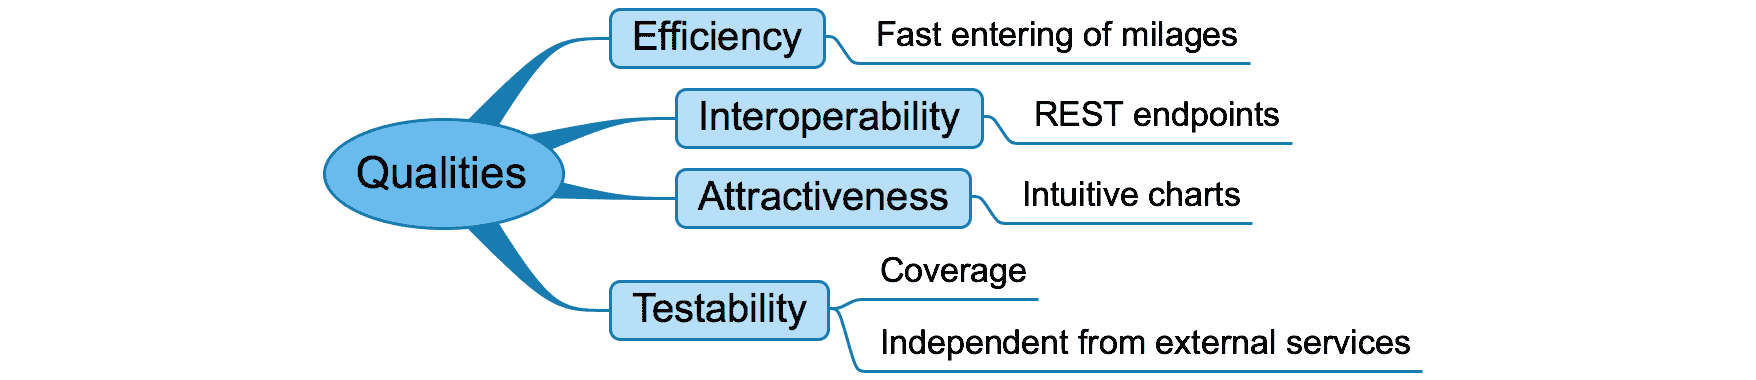 Efficiency
Fast entering of milages
Interoperability
REST endpoints
Qualities
Attractiveness
Intuitive charts
Testability
Coverage
Independent from external services